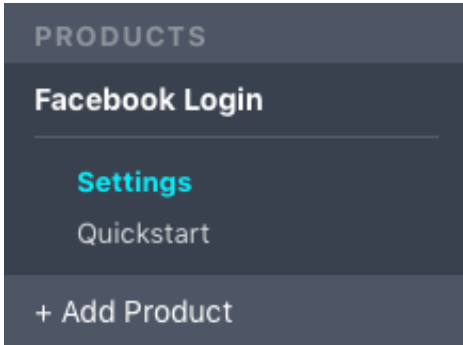 PRODUCTS
Facebook Login
Settings
Quickstart
+ Add Product